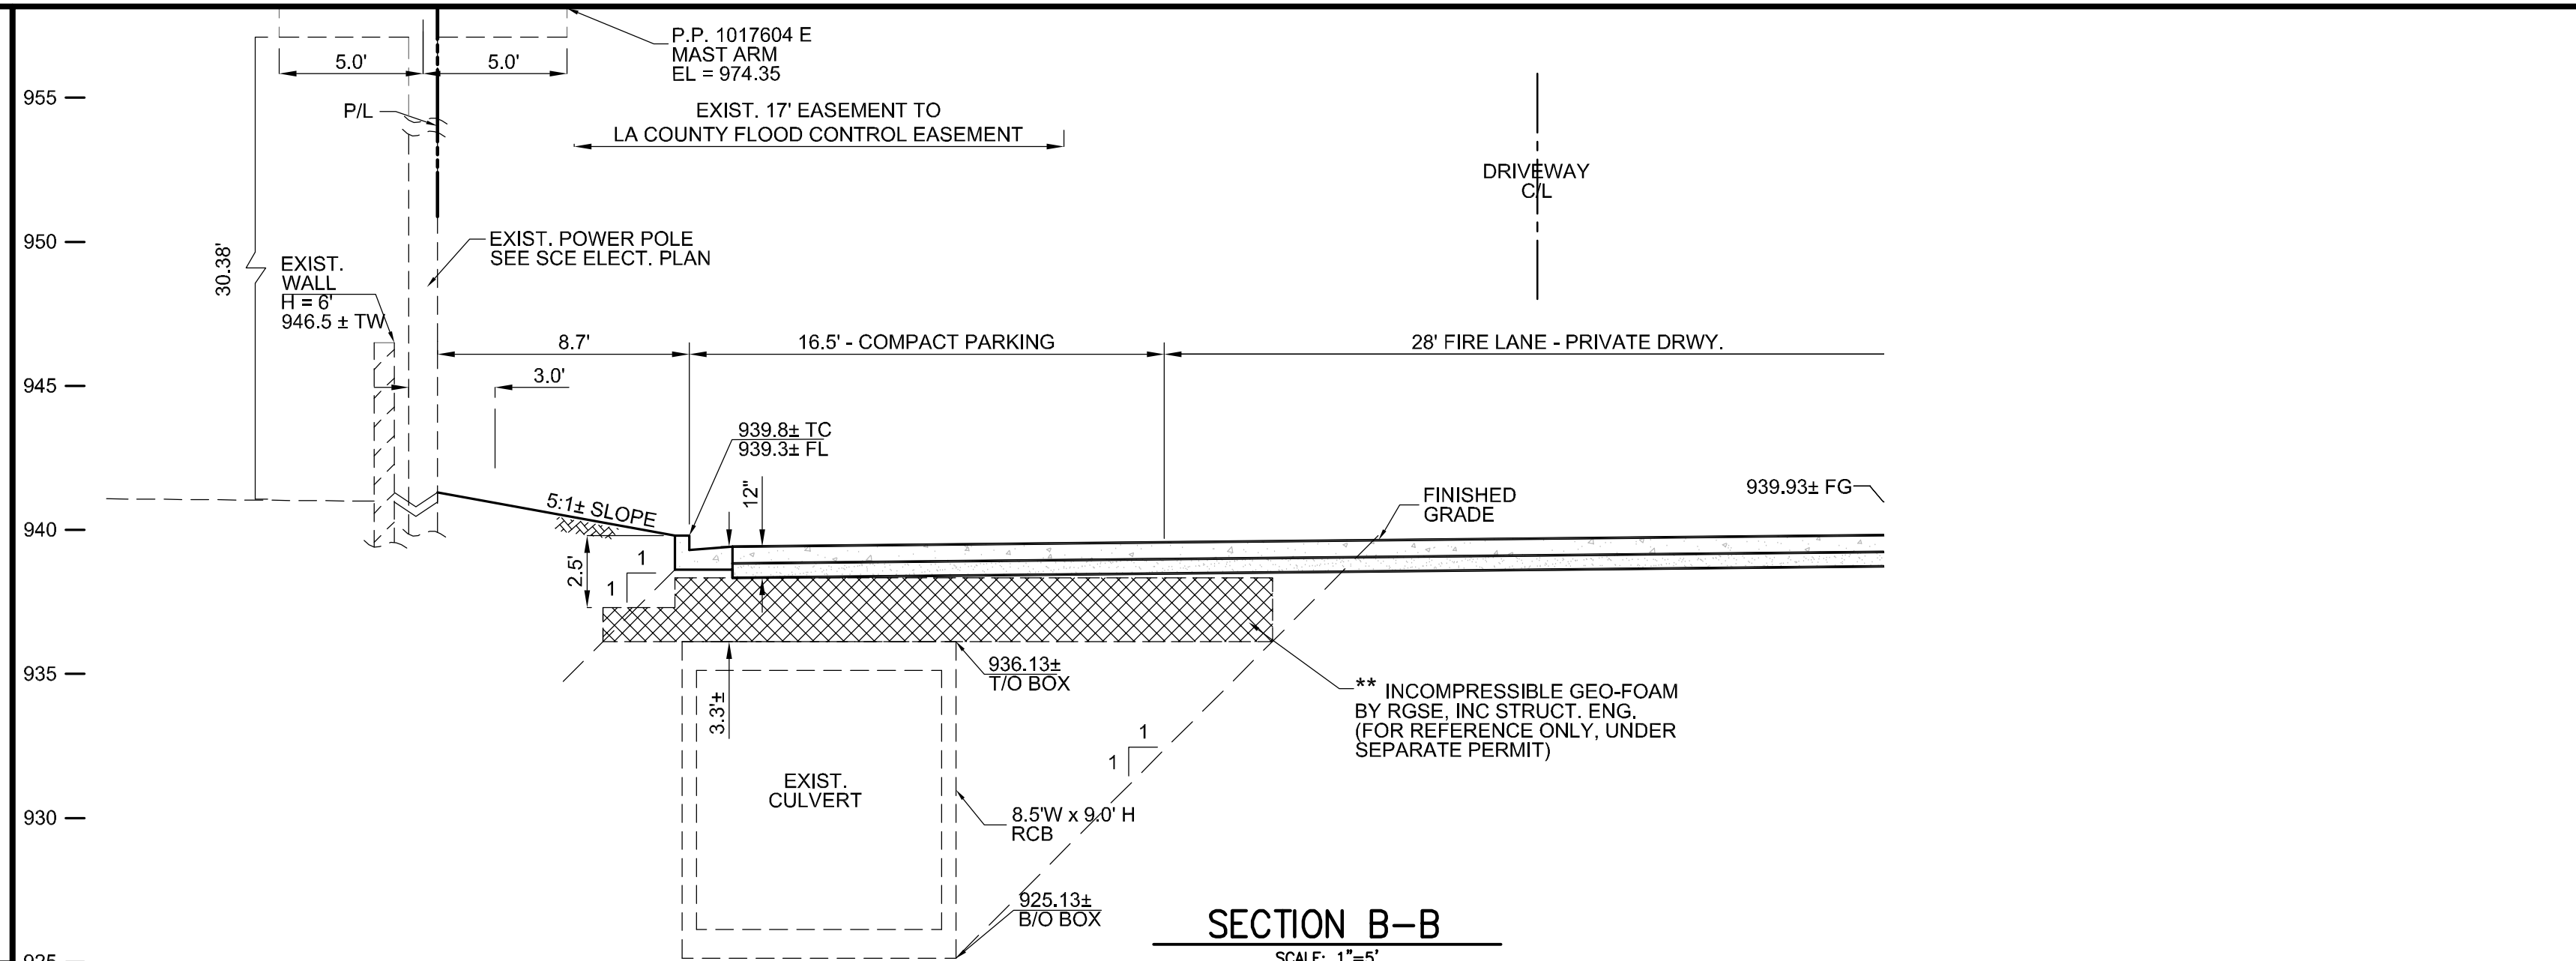 P.P. 1017604 E
MAST ARM
EL = 974.35
5.0'
5.0'
955
P/L
EXIST. 17' EASEMENT TO
LA COUNTY FLOOD CONTROL EASEMENT
DRIVEWAY
C/L
950
EXIST. POWER POLE
SEE SCE ELECT. PLAN
30.38'
EXIST.
WALL
H = 6'
946.5 ± TW
8.7'
16.5' - COMPACT PARKING
28' FIRE LANE - PRIVATE DRWY.
945
3.0'
939.8± TC
939.3± FL
12"
5:1± SLOPE
FINISHED
GRADE
939.93± FG
940
2.5'
1
1
936.13±
T/O BOX
935
3.3'±
** INCOMPRESSIBLE GEO-FOAM
BY RGSE, INC STRUCT. ENG.
(FOR REFERENCE ONLY, UNDER
SEPARATE PERMIT)
1
1
EXIST.
CULVERT
930
8.5'W x 9.0' H
RCB
925.13±
B/O BOX
SECTION B-B
SCALE: 1"=5'
925